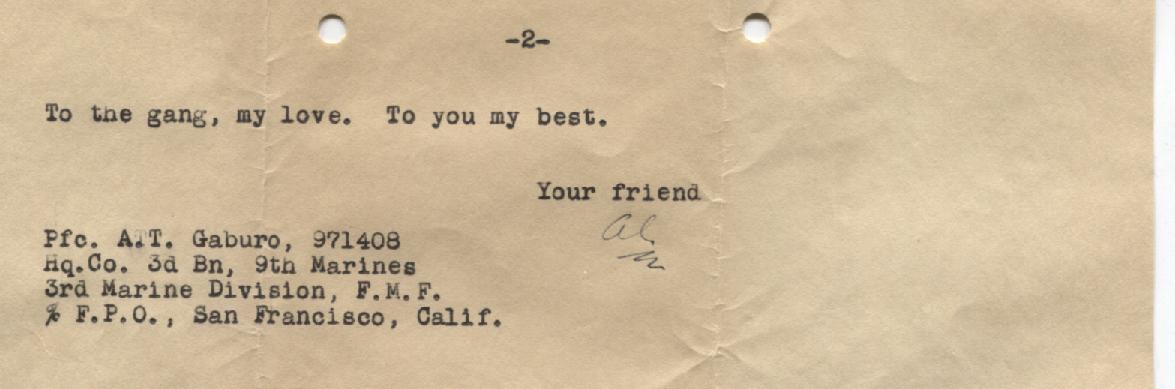 -2-
To the gang, my love. To you my best.
Your friend
Al
Pfc. A.T. Gaburo, 971408
Hq.Co. 3d Bn, 9th Marines
3rd Marine Division, F.M.F.
% F.P.O., San Francisco, Calif.